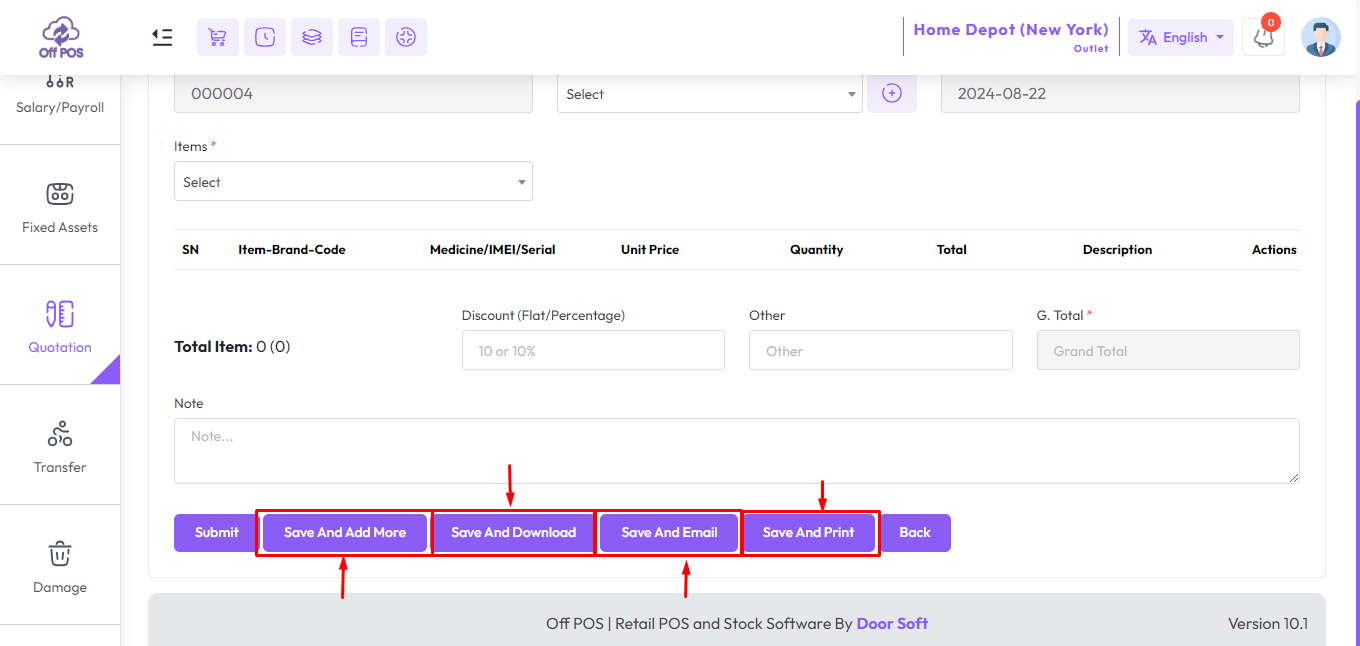 Off POS
Home Depot (New York)
Outlet
English
0
Salary/Payroll
Fixed Assets
Quotation
Transfer
Damage
000004
Select
2024-08-22
Items *
Select
SN Item-Brand-Code Medicine/IMEI/Serial Unit Price Quantity Total Description Actions
Discount (Flat/Percentage) Other G. Total *
Total Item: 0 (0) 10 or 10% Other Grand Total
Note
Note...
Submit Save And Add More Save And Download Save And Email Save And Print Back
Off POS | Retail POS and Stock Software By Door Soft Version 10.1